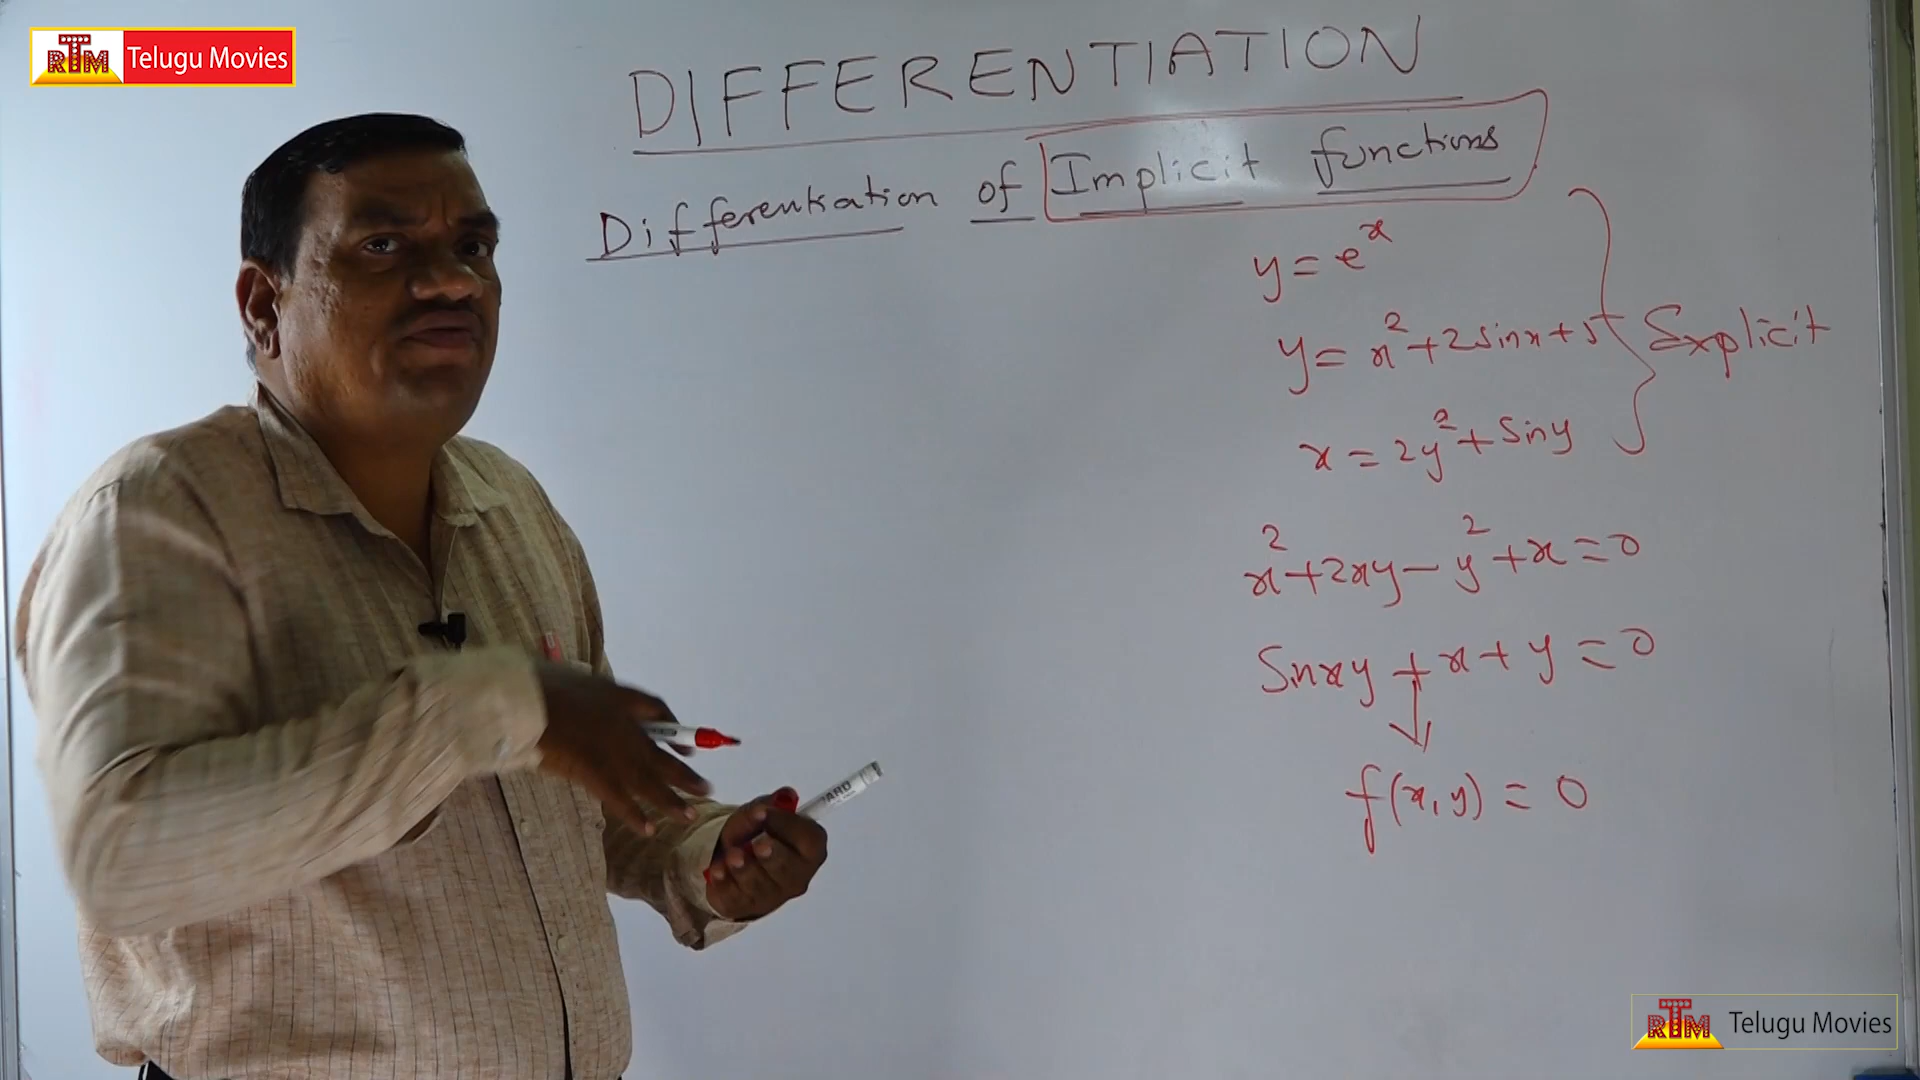 RTM Telugu Movies
DIFFERENTIATION
Differentiation of Implicit functions
y = e^x
y = x^2 + 2sinx + 5
Explicit
x = 2y^2 + Siny
x^2 + 2xy - y^2 + x = 0
Sinxy + x + y = 0
↓
f(x, y) = 0
ARD
RTM Telugu Movies